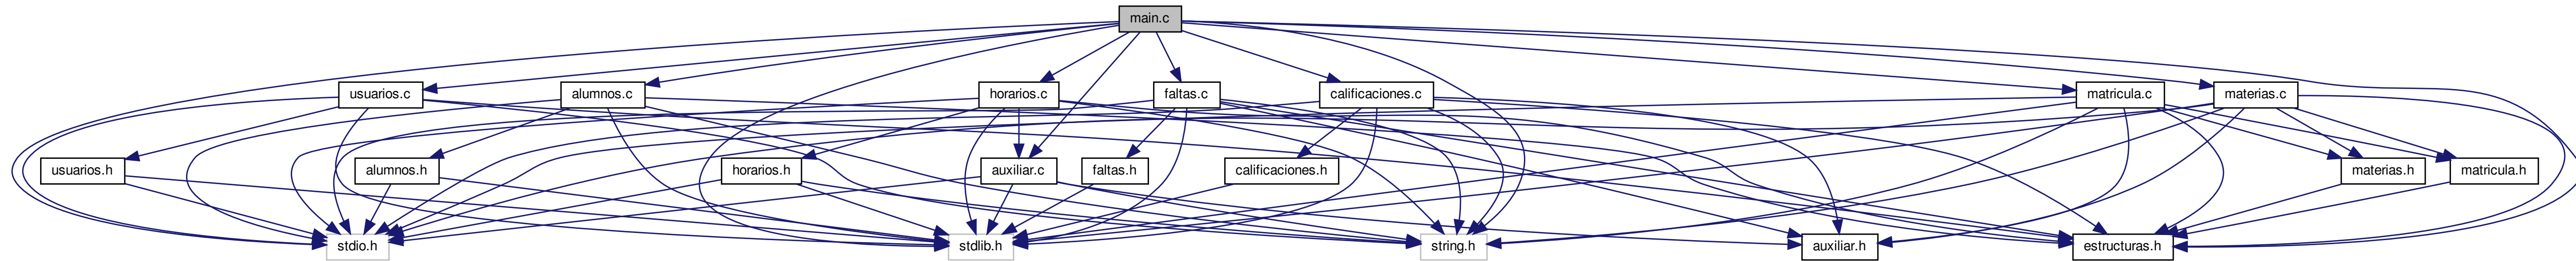 main.c
usuarios.c
alumnos.c
horarios.c
faltas.c
calificaciones.c
matricula.c
materias.c
usuarios.h
alumnos.h
horarios.h
auxiliar.c
faltas.h
calificaciones.h
materias.h
matricula.h
stdio.h
stdlib.h
string.h
auxiliar.h
estructuras.h